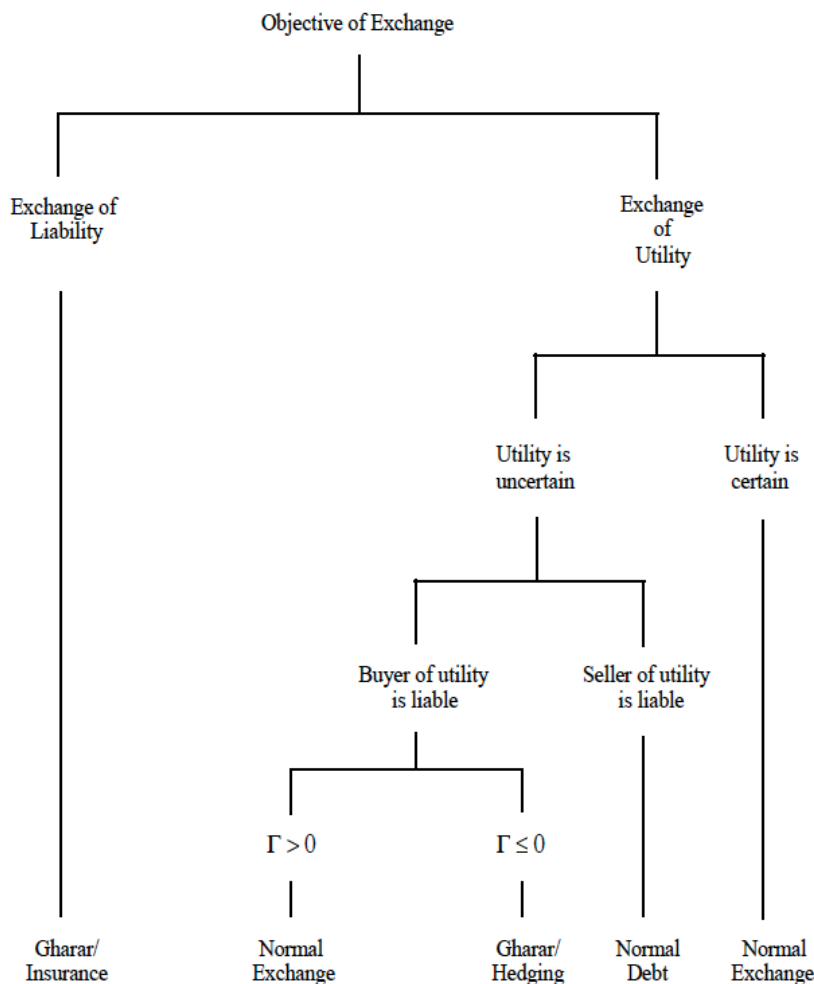 Objective of Exchange
Exchange of
Liability
Exchange
of
Utility
Utility is
uncertain
Utility is
certain
Buyer of utility
is liable
Seller of utility
is liable
Γ > 0
Γ ≤ 0
Gharar/
Insurance
Normal
Exchange
Gharar/
Hedging
Normal
Debt
Normal
Exchange